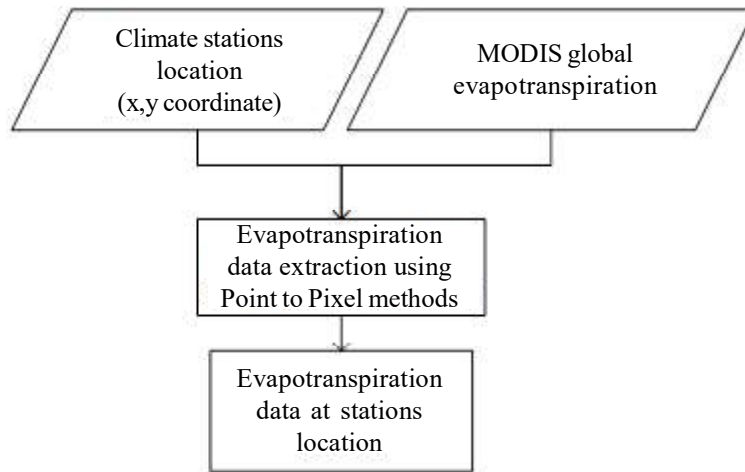 Climate stations
location
(x,y coordinate)
MODIS global
evapotranspiration
Evapotranspiration
data extraction using
Point to Pixel methods
Evapotranspiration
data at stations
location